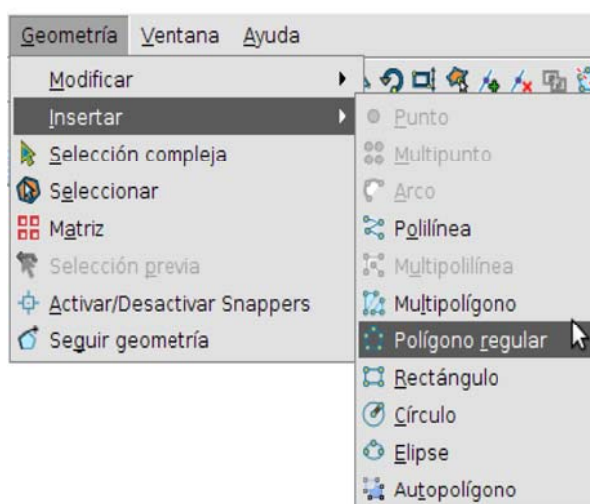 Geometría Ventana Ayuda
Modificar
Insertar
Selección compleja
Seleccionar
Matriz
Selección previa
Activar/Desactivar Snappers
Seguir geometría
Punto
Multipunto
Arco
Polilínea
Multipolilínea
Multipolígono
Polígono regular
Rectángulo
Círculo
Elipse
Autopolígono